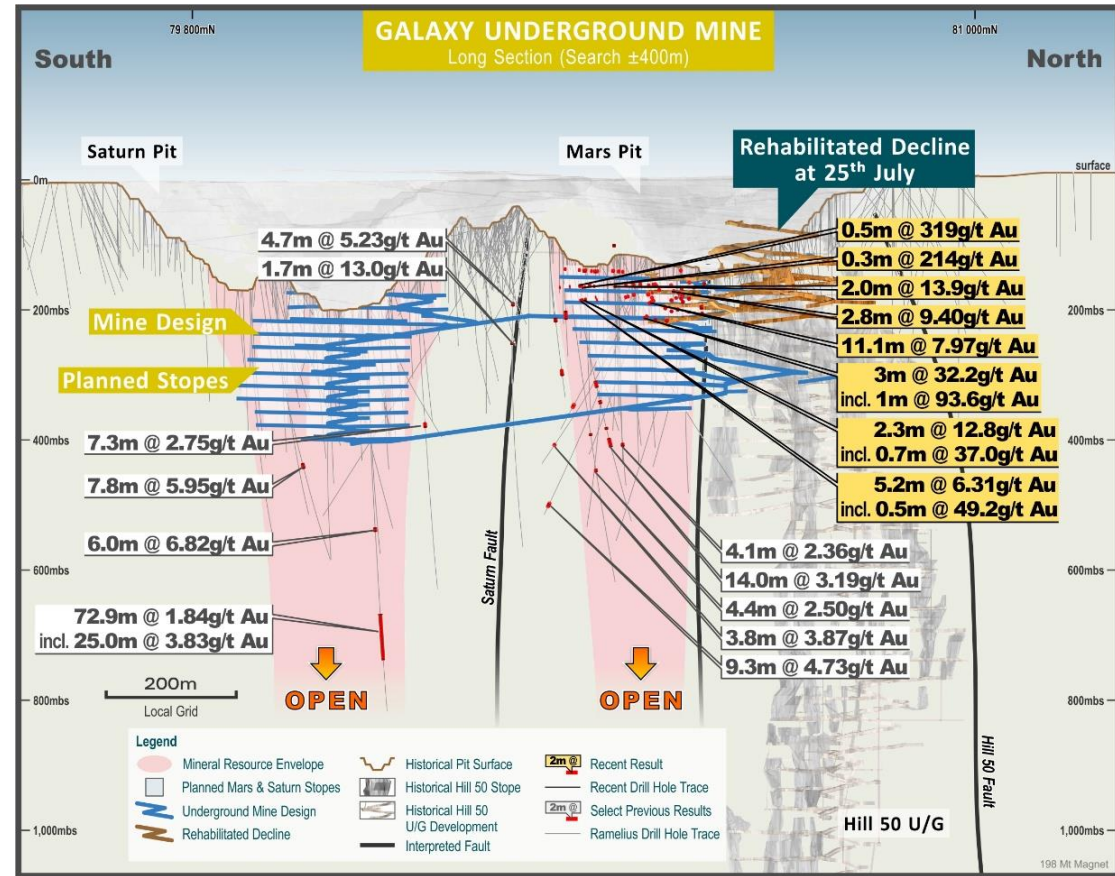 79 800mN
81 000mN
GALAXY UNDERGROUND MINE
Long Section (Search ±400m)
South
North
Saturn Pit
Mars Pit
Rehabilitated Decline
at 25th July
0m
surface
4.7m @ 5.23g/t Au
1.7m @ 13.0g/t Au
0.5m @ 319g/t Au
0.3m @ 214g/t Au
2.0m @ 13.9g/t Au
2.8m @ 9.40g/t Au
11.1m @ 7.97g/t Au
3m @ 32.2g/t Au
incl. 1m @ 93.6g/t Au
2.3m @ 12.8g/t Au
incl. 0.7m @ 37.0g/t Au
5.2m @ 6.31g/t Au
incl. 0.5m @ 49.2g/t Au
200mbs
200mbs
Mine Design
Planned Stopes
400mbs
400mbs
7.3m @ 2.75g/t Au
7.8m @ 5.95g/t Au
6.0m @ 6.82g/t Au
72.9m @ 1.84g/t Au
incl. 25.0m @ 3.83g/t Au
Saturn Fault
4.1m @ 2.36g/t Au
14.0m @ 3.19g/t Au
4.4m @ 2.50g/t Au
3.8m @ 3.87g/t Au
9.3m @ 4.73g/t Au
600mbs
600mbs
OPEN
OPEN
200m
Local Grid
800mbs
800mbs
Hill 50 Fault
Legend
Mineral Resource Envelope
Planned Mars & Saturn Stopes
Underground Mine Design
Rehabilitated Decline
Historical Pit Surface
Historical Hill 50 Stope
Historical Hill 50
U/G Development
Interpreted Fault
2m @
Recent Result
Recent Drill Hole Trace
2m @
Select Previous Results
Ramelius Drill Hole Trace
1,000mbs
1,000mbs
Hill 50 U/G
198 Mt Magnet